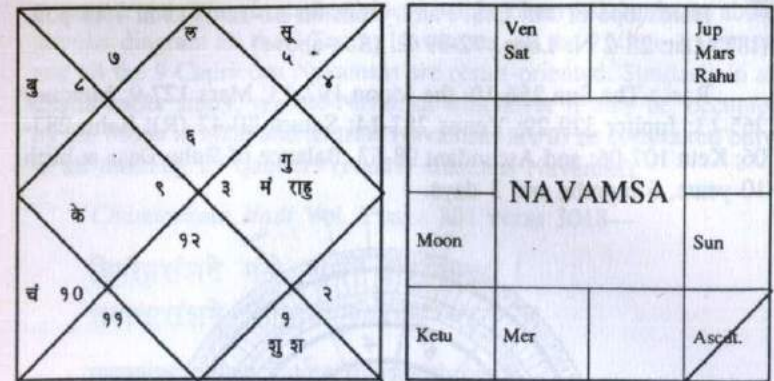 ल सू
५
७ ४
बु ८
६
गु
९ ३ मं राहु
के
१२
चं १०
२
११ १
शु श
Ven
Sat
Jup
Mars
Rahu
NAVAMSA
Moon Sun
Ketu Mer Ascdt.